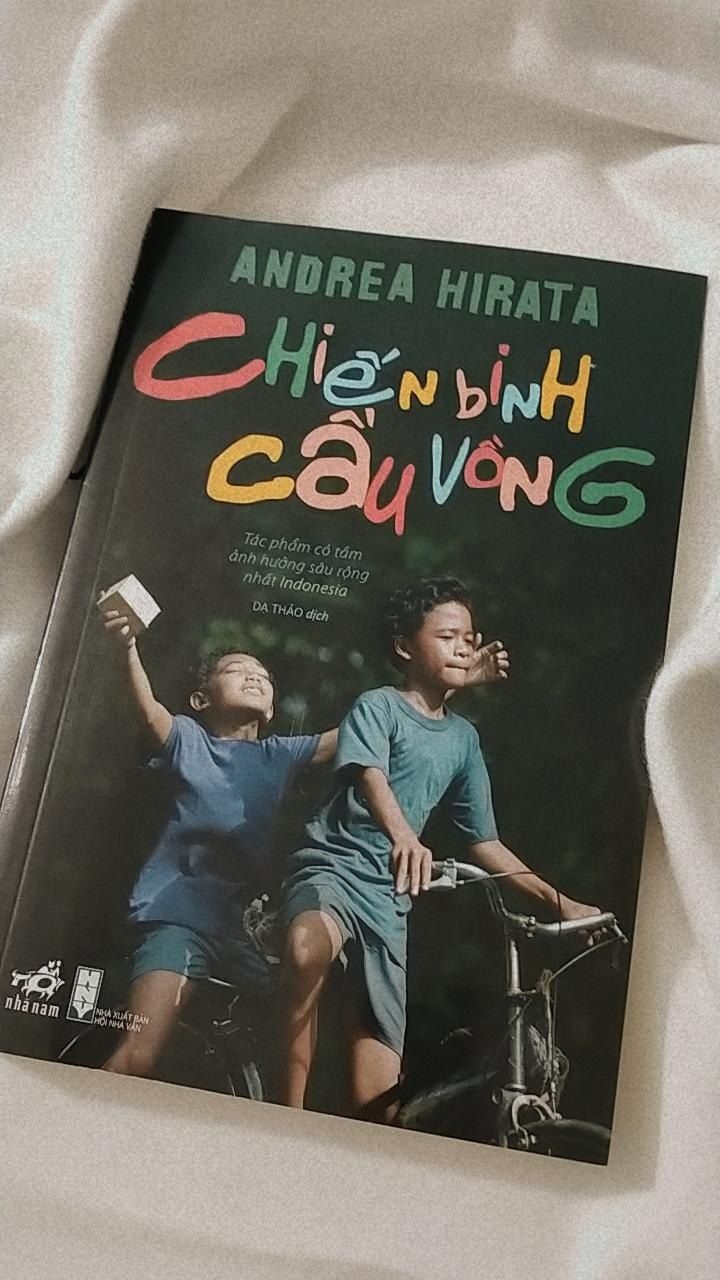 ANDREA HIRATA
CHiẾN biNH
CẦU VỒNG
Tác phẩm có tầm
ảnh hưởng sâu rộng
nhất Indonesia
DẠ THẢO dịch
nhã nam
HNV
NHÀ XUẤT BẢN
HỘI NHÀ VĂN